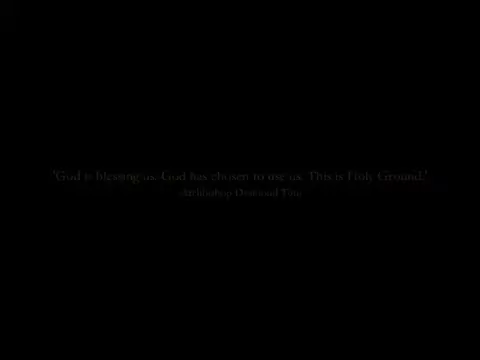 'God is blessing us. God has chosen to use us. This is Holy Ground.'
Archbishop Desmond Tutu